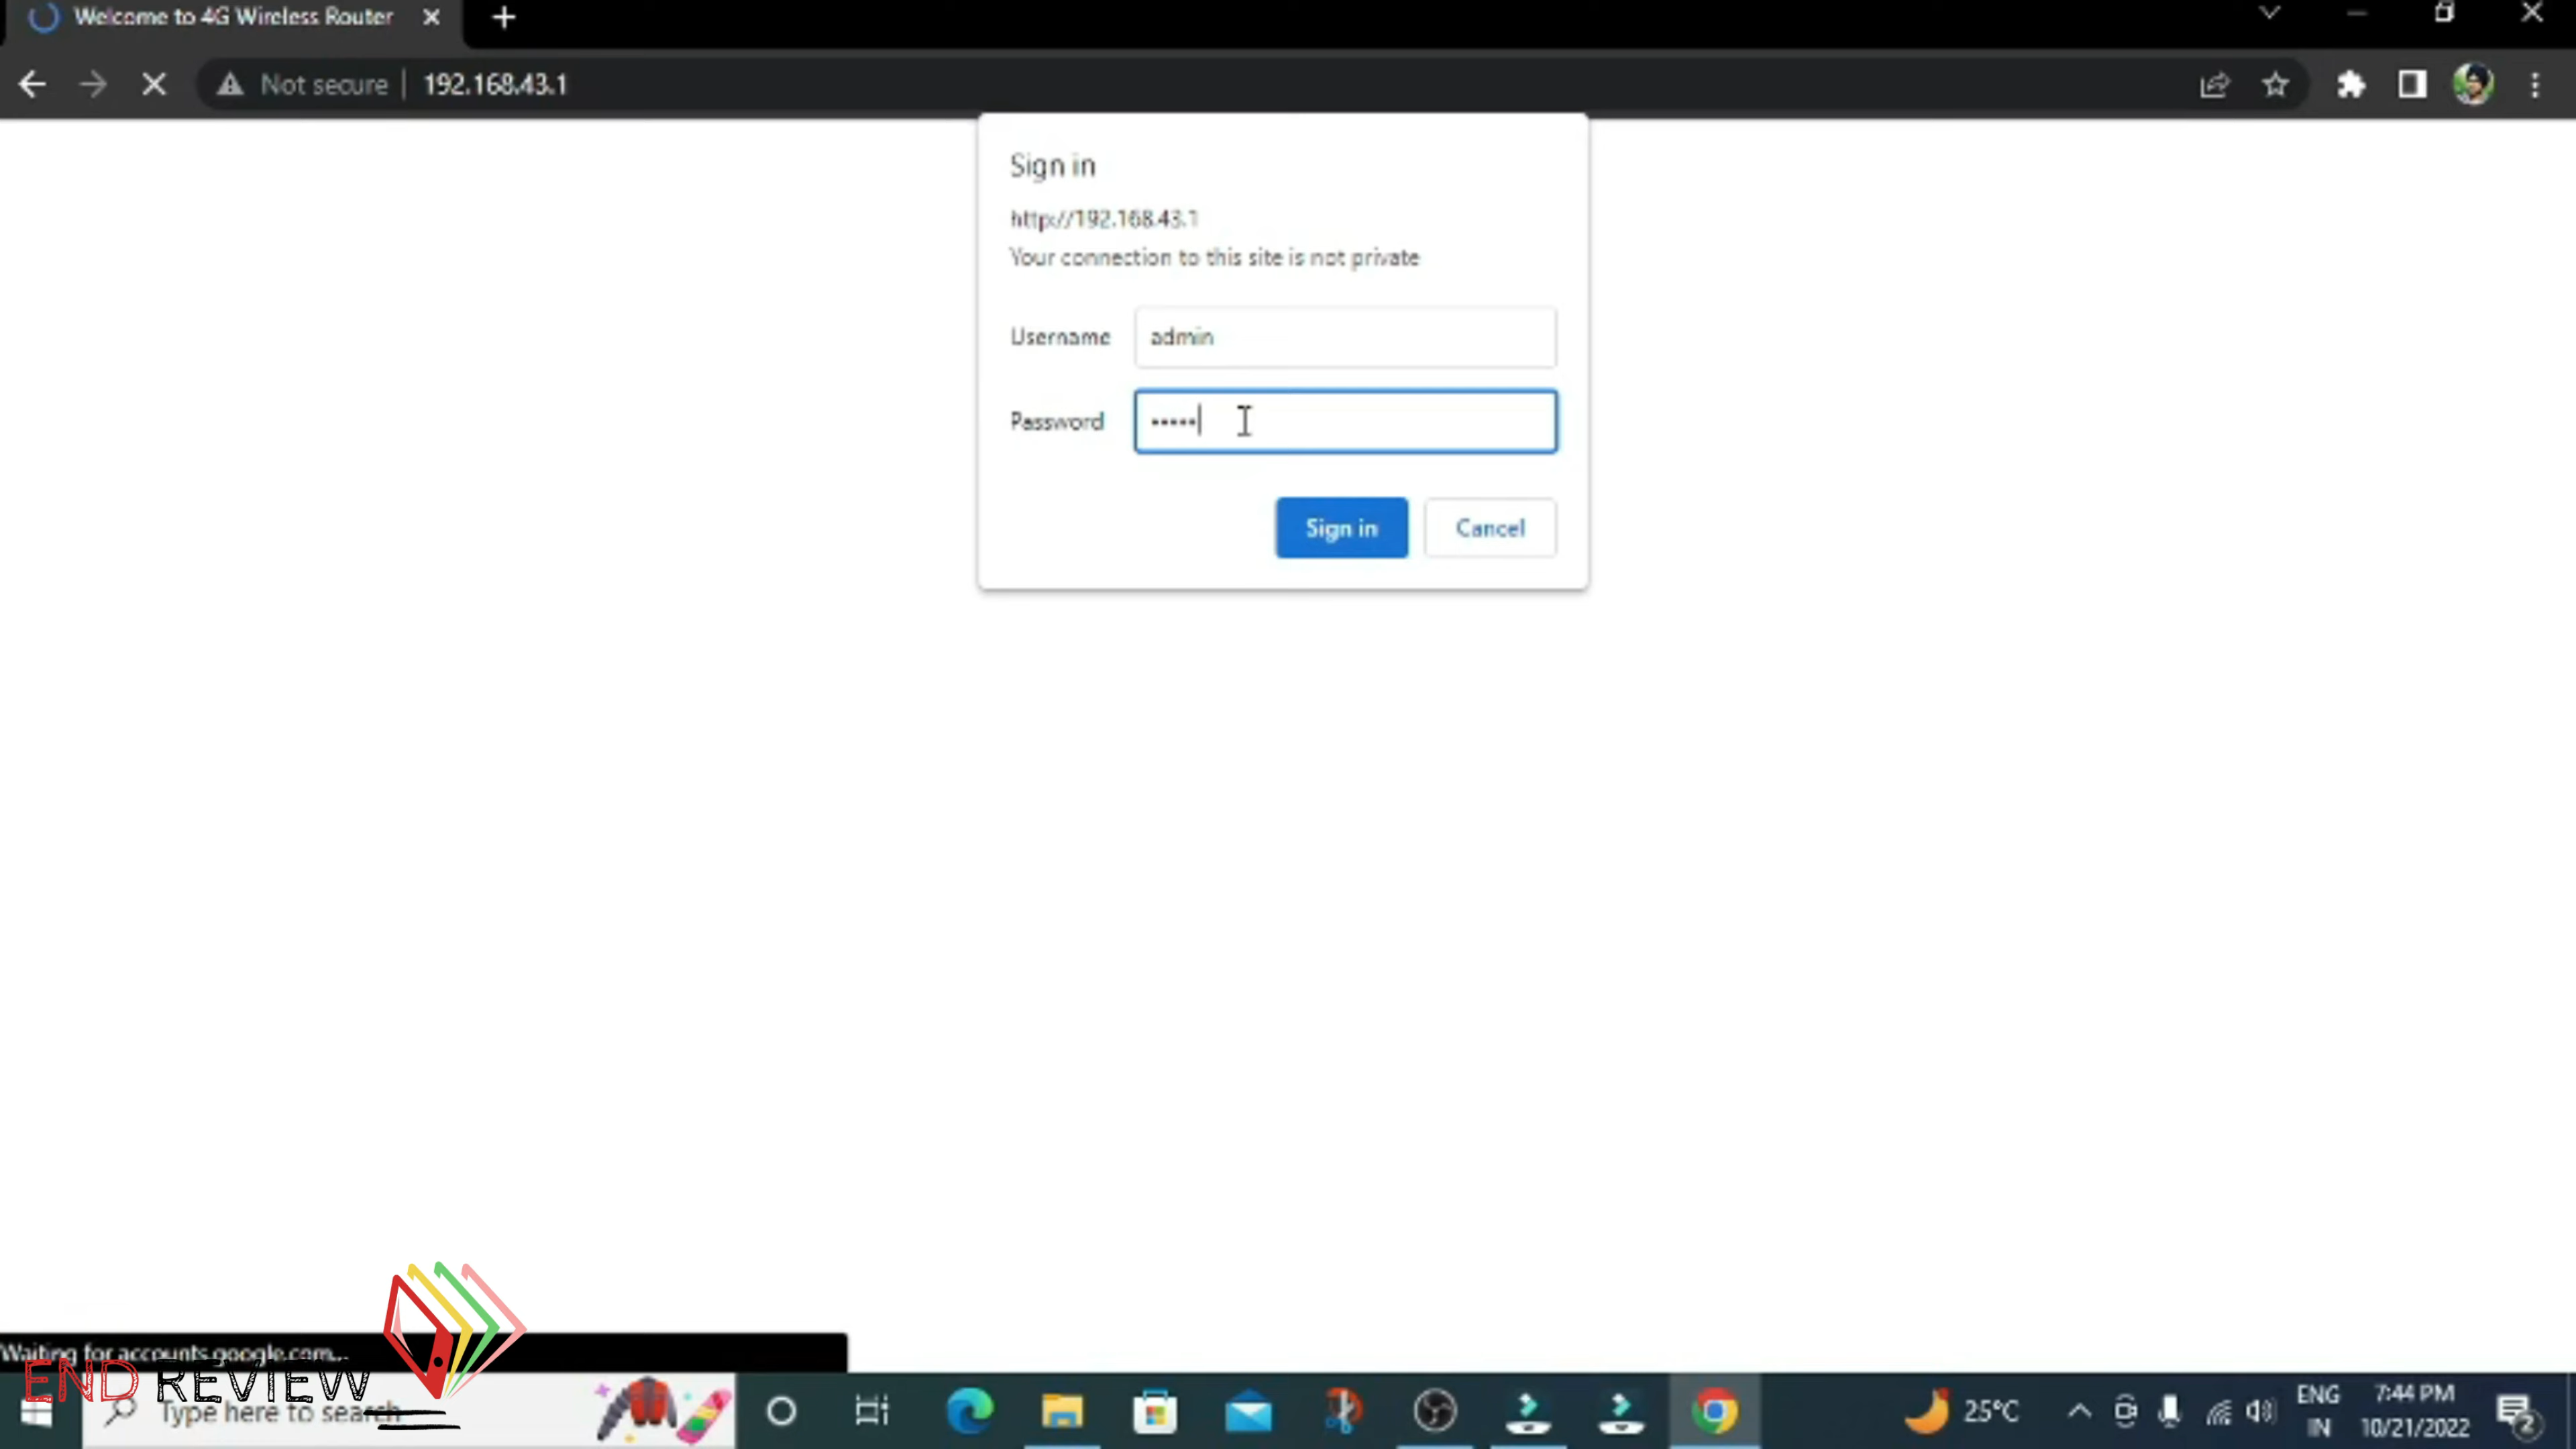 Welcome to 4G Wireless Router
Not secure
192.168.43.1
Sign in
http://192.168.43.1
Your connection to this site is not private
Username
admin
Password
•••••
Sign in
Cancel
Waiting for accounts.google.com...
END REVIEW
Type here to search
25°C
ENG
IN
7:44 PM
10/21/2022
2